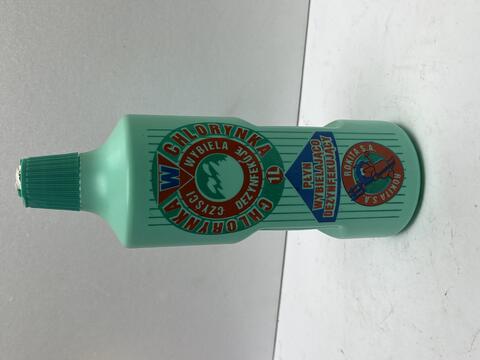 W
CHLORYNKA
CHLORYNKA
1L
WYBIELA
CZYŚCI
DEZYNFEKUJE
PŁYN
WYBIELAJĄCO
DEZYNFEKUJĄCY
ROKITA S.A.
ROKITA S.A.